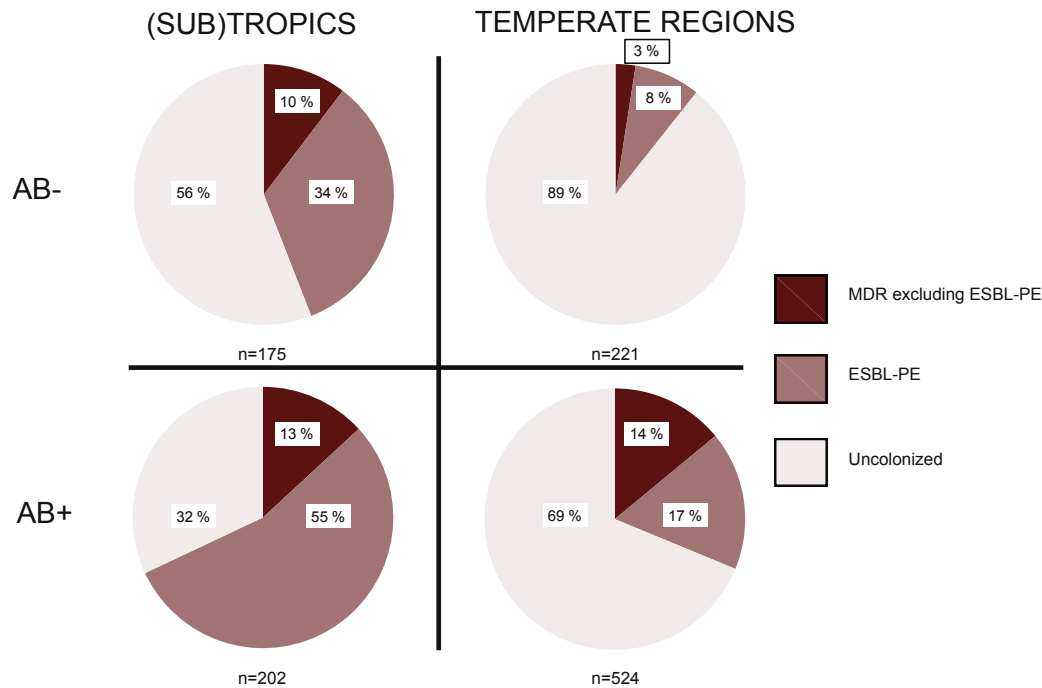 (SUB)TROPICS
TEMPERATE REGIONS
AB-
10 %
34 %
56 %
n=175
3 %
8 %
89 %
n=221
MDR excluding ESBL-PE
ESBL-PE
Uncolonized
AB+
13 %
55 %
32 %
n=202
14 %
17 %
69 %
n=524